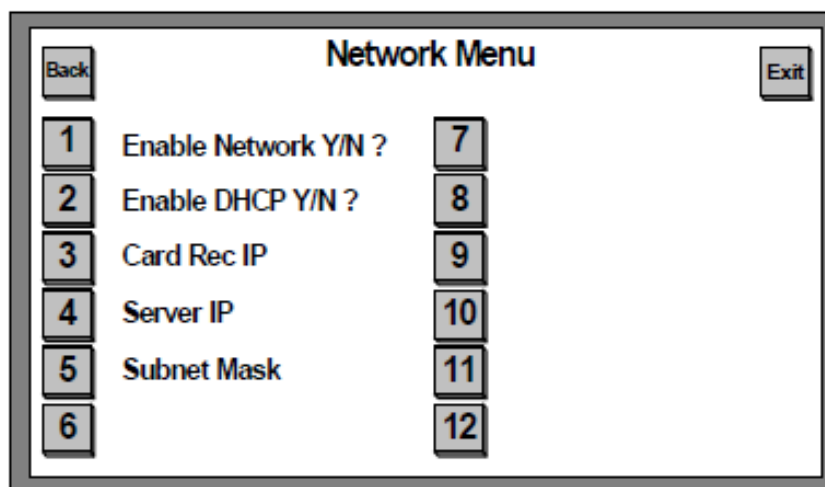 Network Menu
Back
Exit
1 Enable Network Y/N ? 7
2 Enable DHCP Y/N ? 8
3 Card Rec IP 9
4 Server IP 10
5 Subnet Mask 11
6 12